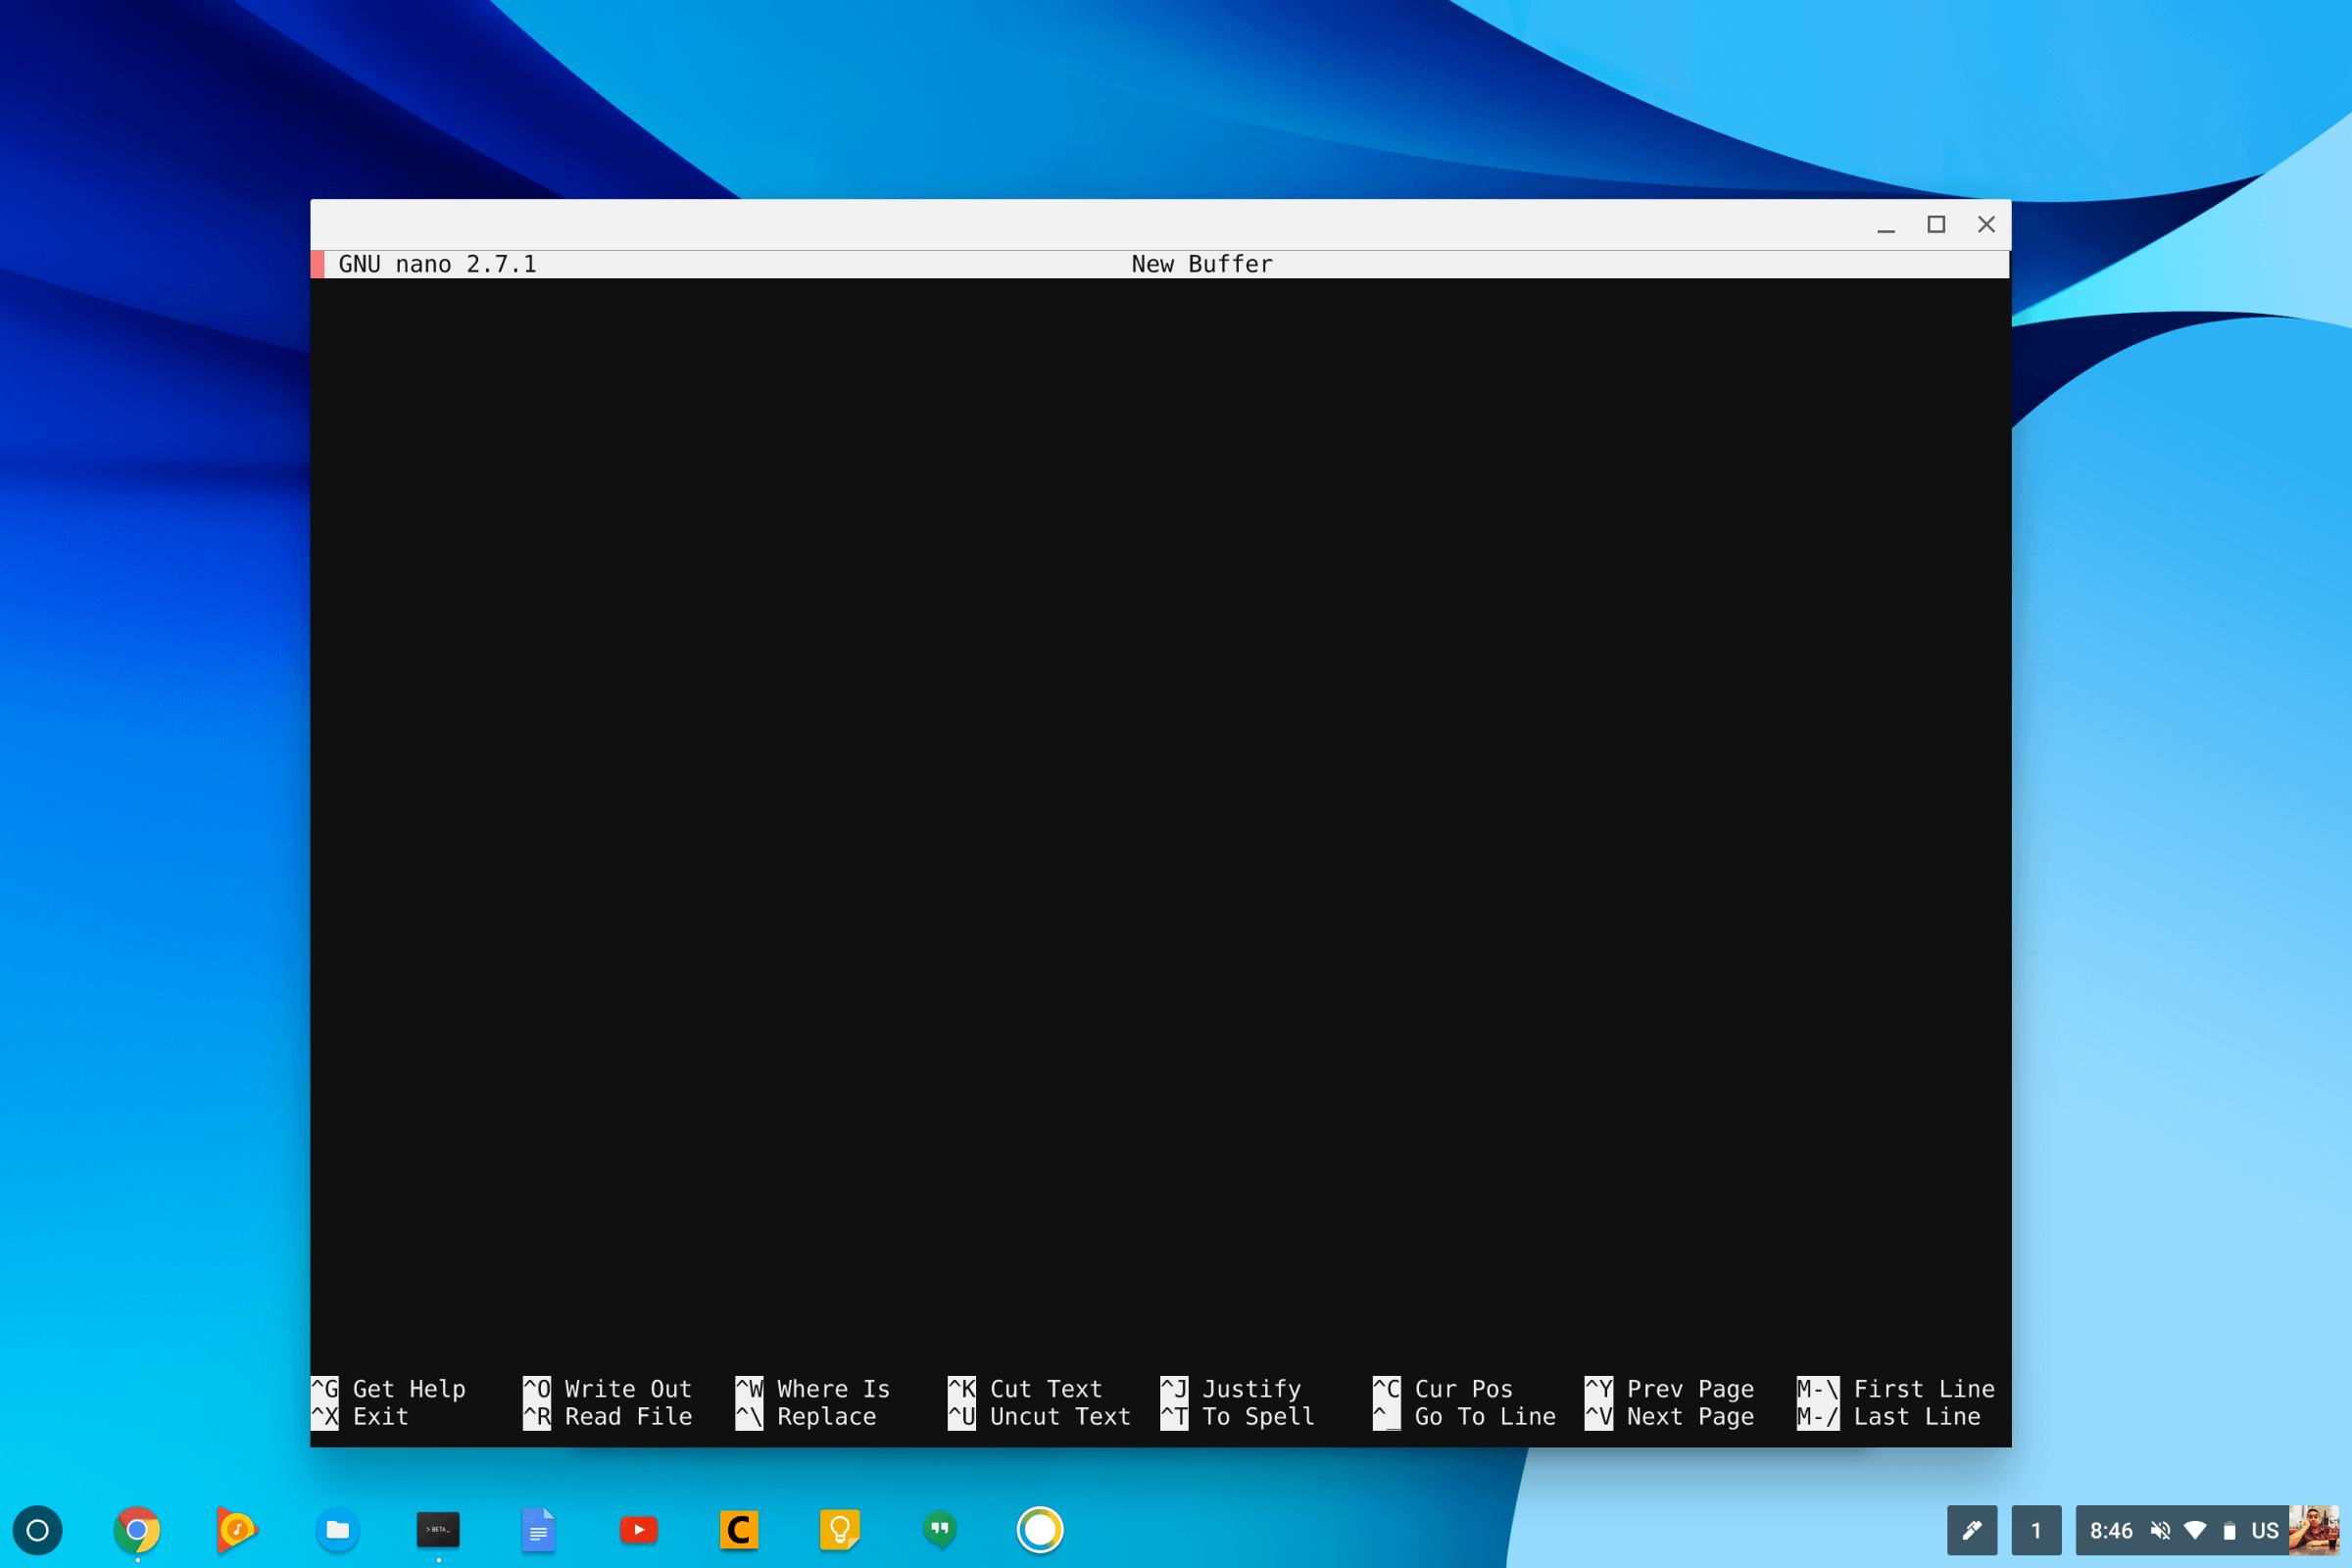 GNU nano 2.7.1 New Buffer
^G Get Help ^O Write Out ^W Where Is ^K Cut Text ^J Justify ^C Cur Pos ^Y Prev Page M-\ First Line
^X Exit ^R Read File ^\ Replace ^U Uncut Text ^T To Spell ^_ Go To Line ^V Next Page M-/ Last Line
>BETA_ C 1 8:46 US